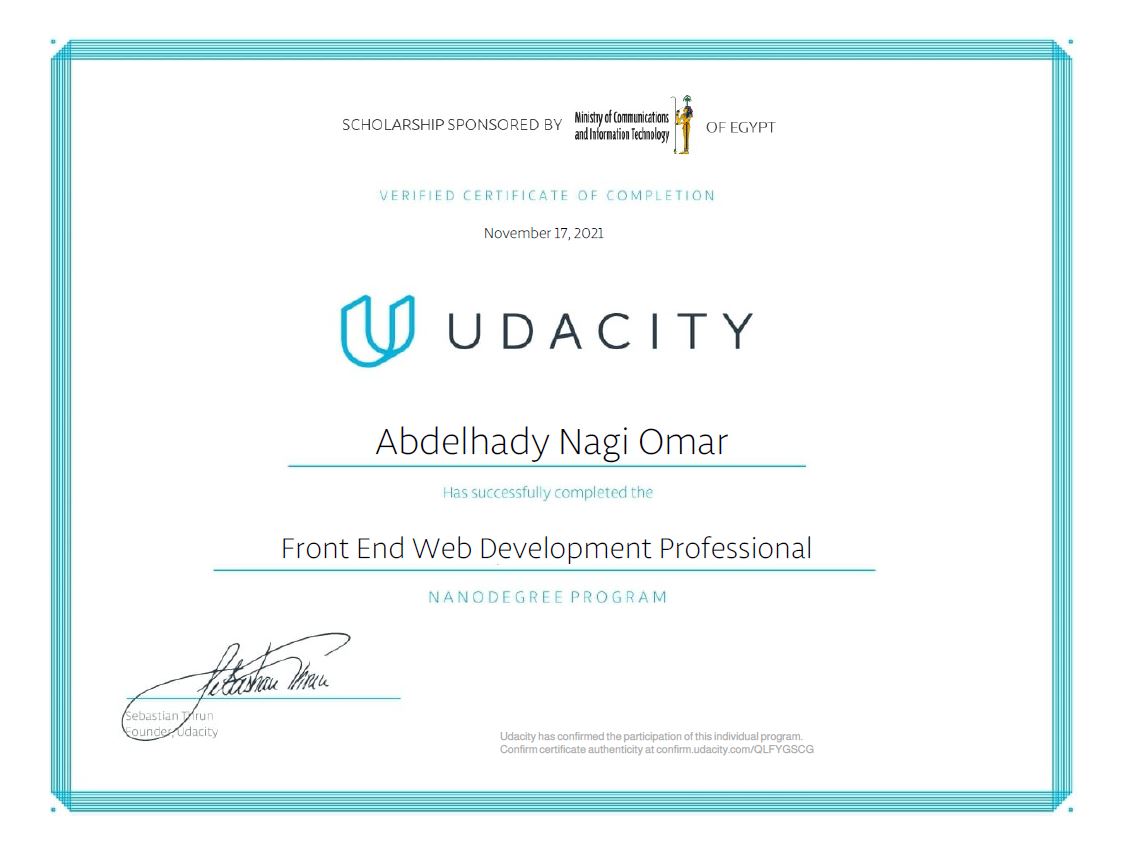 SCHOLARSHIP SPONSORED BY Ministry of Communications and Information Technology OF EGYPT
VERIFIED CERTIFICATE OF COMPLETION
November 17, 2021
UDACITY
Abdelhady Nagi Omar
Has successfully completed the
Front End Web Development Professional
NANODEGREE PROGRAM
Sebastian Thrun
Sebastian Thrun
Founder, Udacity
Udacity has confirmed the participation of this individual program.
Confirm certificate authenticity at confirm.udacity.com/QLFYGSCG